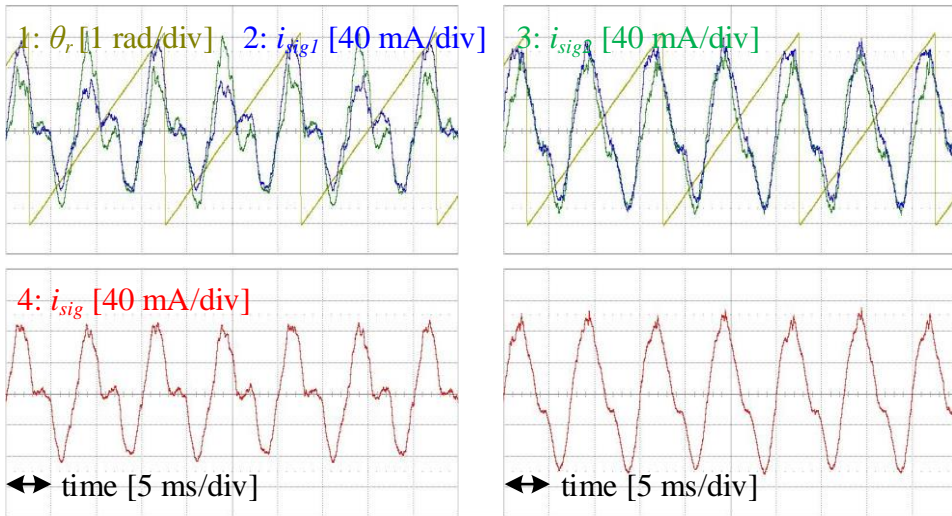 1: θr [1 rad/div] 2: isig1 [40 mA/div] 3: isig2 [40 mA/div]
4: isig [40 mA/div]
time [5 ms/div] time [5 ms/div]